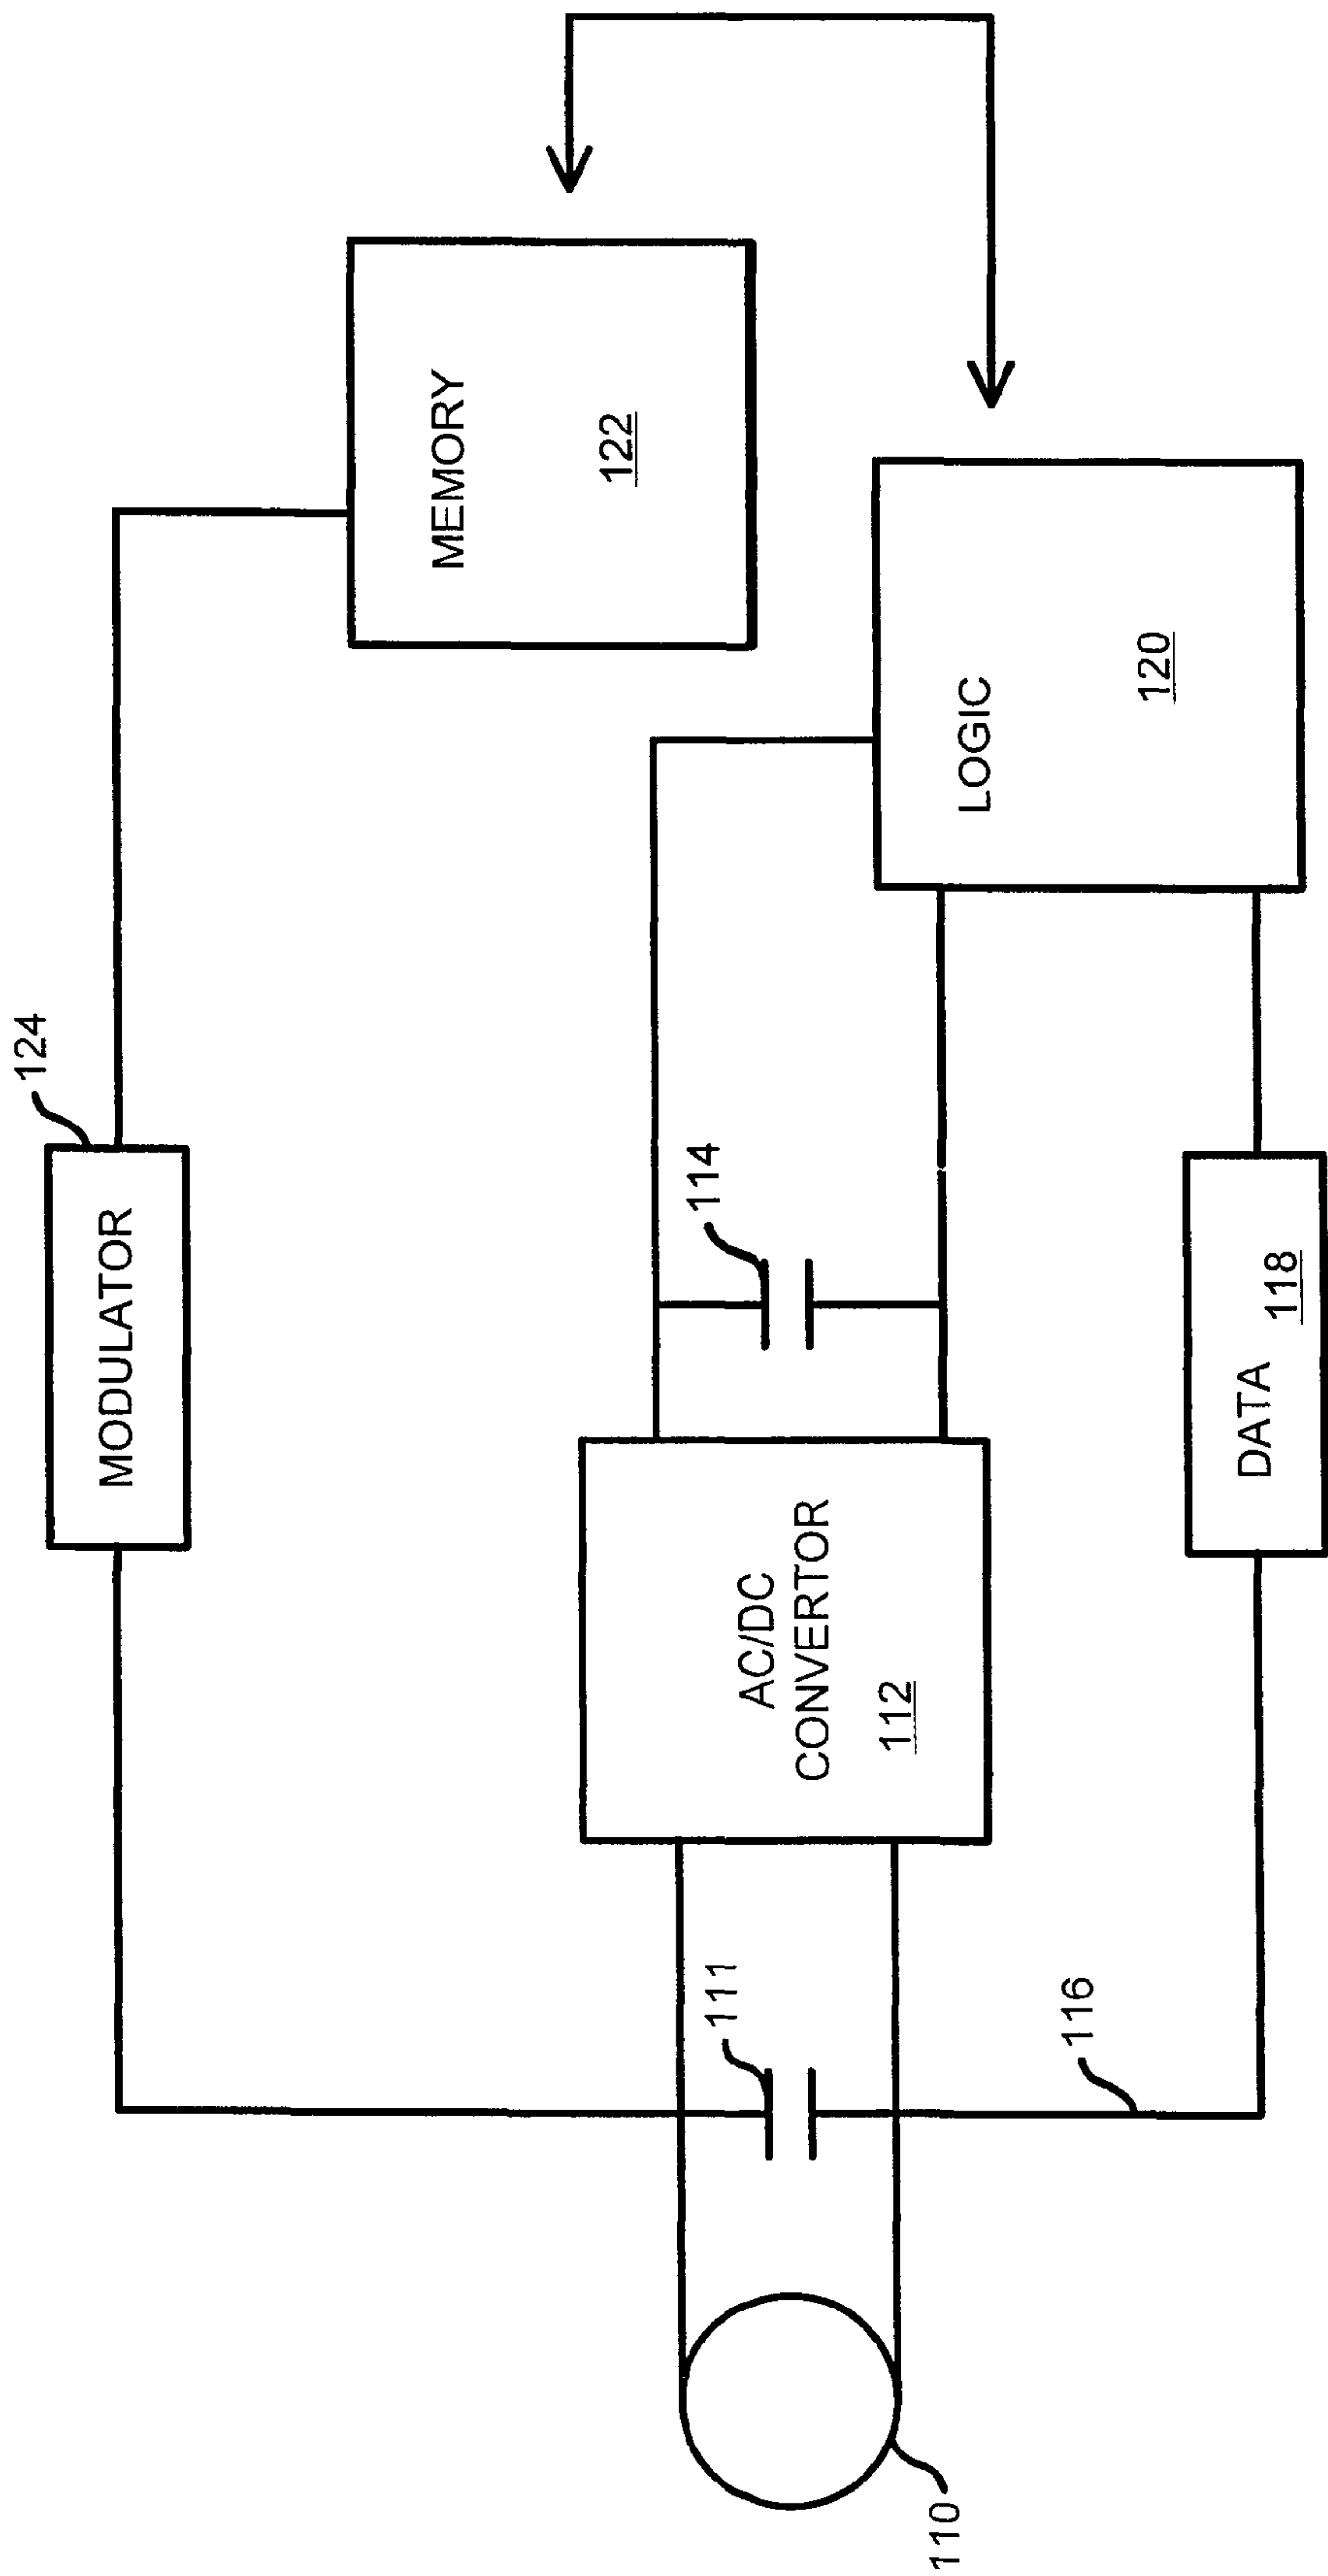 124
MODULATOR
MEMORY
122
114
LOGIC
120
AC/DC
CONVERTOR
112
111
DATA 118
116
110